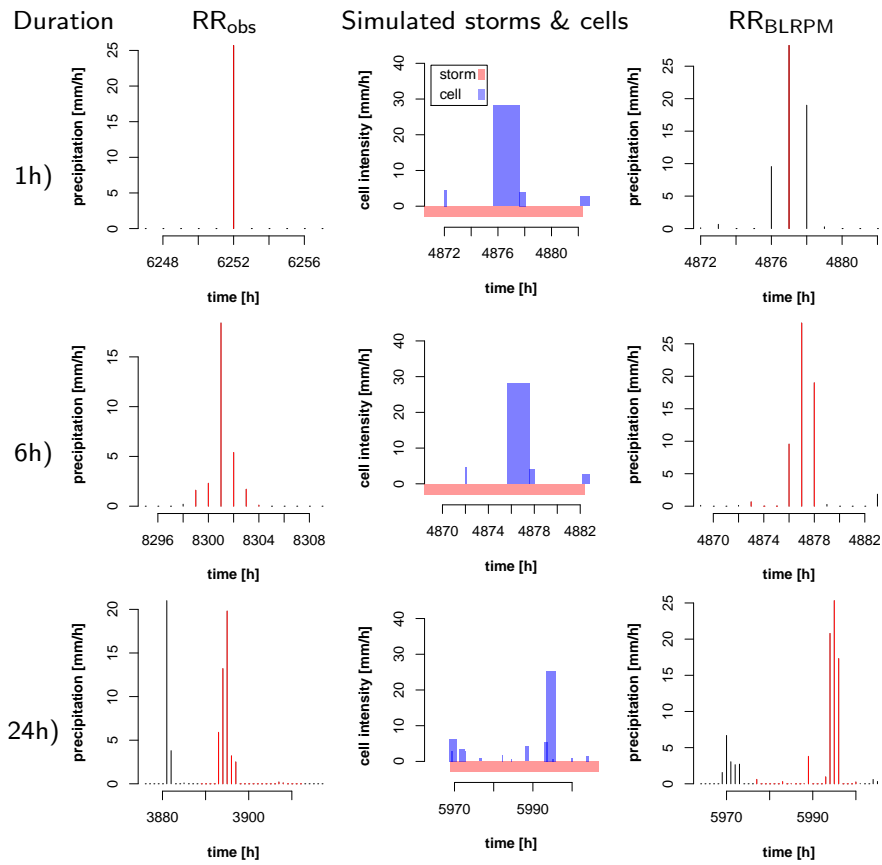 Duration RR_obs Simulated storms & cells RR_BLRPM
1h)
precipitation [mm/h]
0 5 10 15 20 25
6248 6252 6256
time [h]
cell intensity [mm/h]
0 10 20 30 40
storm
cell
4872 4876 4880
time [h]
precipitation [mm/h]
0 5 10 15 20 25
4872 4876 4880
time [h]
6h)
precipitation [mm/h]
0 5 10 15
8296 8300 8304 8308
time [h]
cell intensity [mm/h]
0 10 20 30 40
4870 4874 4878 4882
time [h]
precipitation [mm/h]
0 5 10 15 20 25
4870 4874 4878 4882
time [h]
24h)
precipitation [mm/h]
0 5 10 15 20
3880 3900
time [h]
cell intensity [mm/h]
0 10 20 30 40
5970 5990
time [h]
precipitation [mm/h]
0 5 10 15 20 25
5970 5990
time [h]